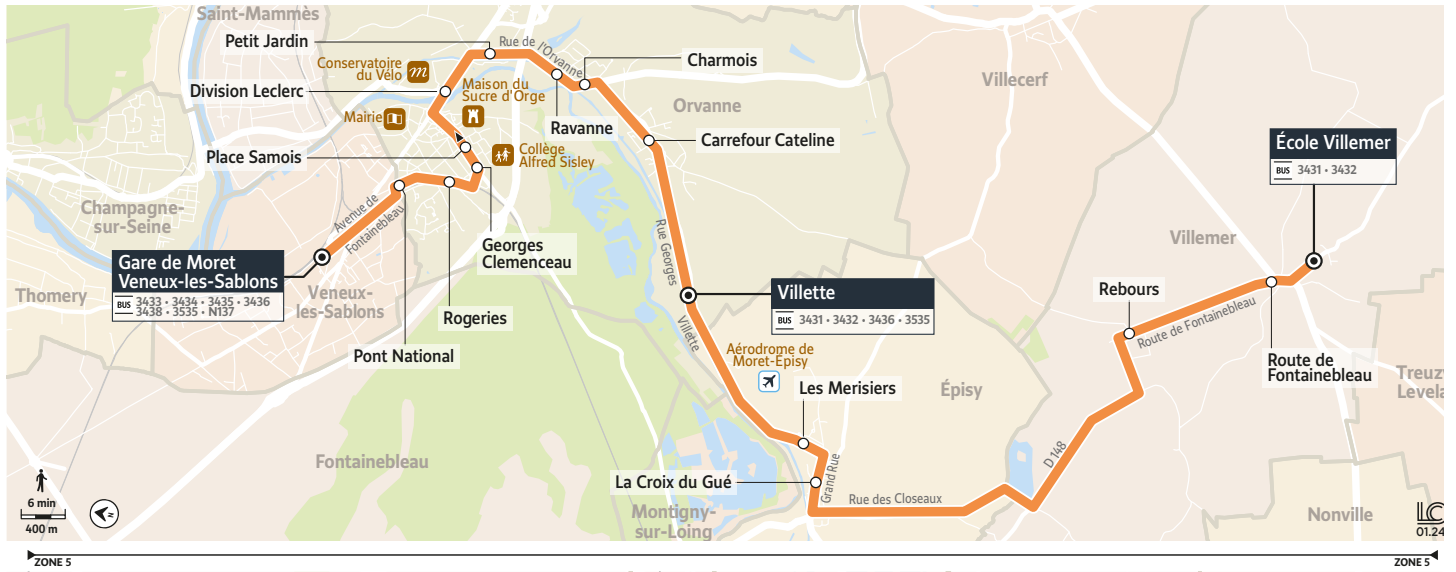 Saint-Mammès
Petit Jardin
Rue de
l'Orvanne
Charmois
Conservatoire
du Vélo
Maison du
Sucre d'Orge
Division Leclerc
Mairie
Ravanne
Orvanne
Villecerf
Place Samois
Collège
Alfred Sisley
Carrefour Cateline
École Villemer
BUS 3431 • 3432
Champagne-
sur-Seine
Avenue de
Fontainebleau
Georges
Clemenceau
Rue Georges
Villette
Villemer
Gare de Moret
Veneux-les-Sablons
BUS 3433 • 3434 • 3435 • 3436
3438 • 3535 • N137
Thomery
Veneux-
les-Sablons
Rogeries
Pont National
Villette
BUS 3431 • 3432 • 3436 • 3535
Rebours
Route de Fontainebleau
Route de
Fontainebleau
Aérodrome de
Moret-Épisy
Les Merisiers
Épisy
Treuzy
Levela
Fontainebleau
La Croix du Gué
Grand Rue
D 148
Rue des Closeaux
Montigny-
sur-Loing
Nonville
6 min
400 m
N
LC
01.24
ZONE 5
ZONE 5